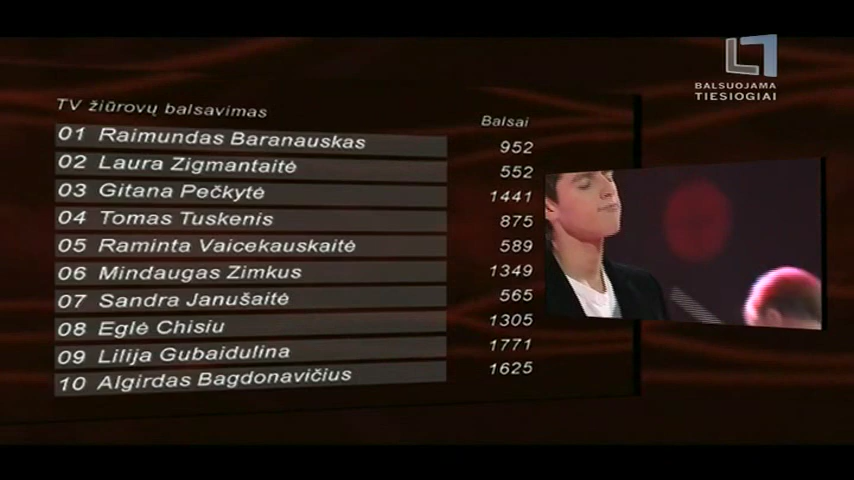 BALSUOJAMA
TIESIOGIAI
TV žiūrovų balsavimas Balsai
01 Raimundas Baranauskas 952
02 Laura Zigmantaitė 552
03 Gitana Pečkytė 1441
04 Tomas Tuskenis 875
05 Raminta Vaicekauskaitė 589
06 Mindaugas Zimkus 1349
07 Sandra Janušaitė 565
08 Eglė Chisiu 1305
09 Lilija Gubaidulina 1771
10 Algirdas Bagdonavičius 1625